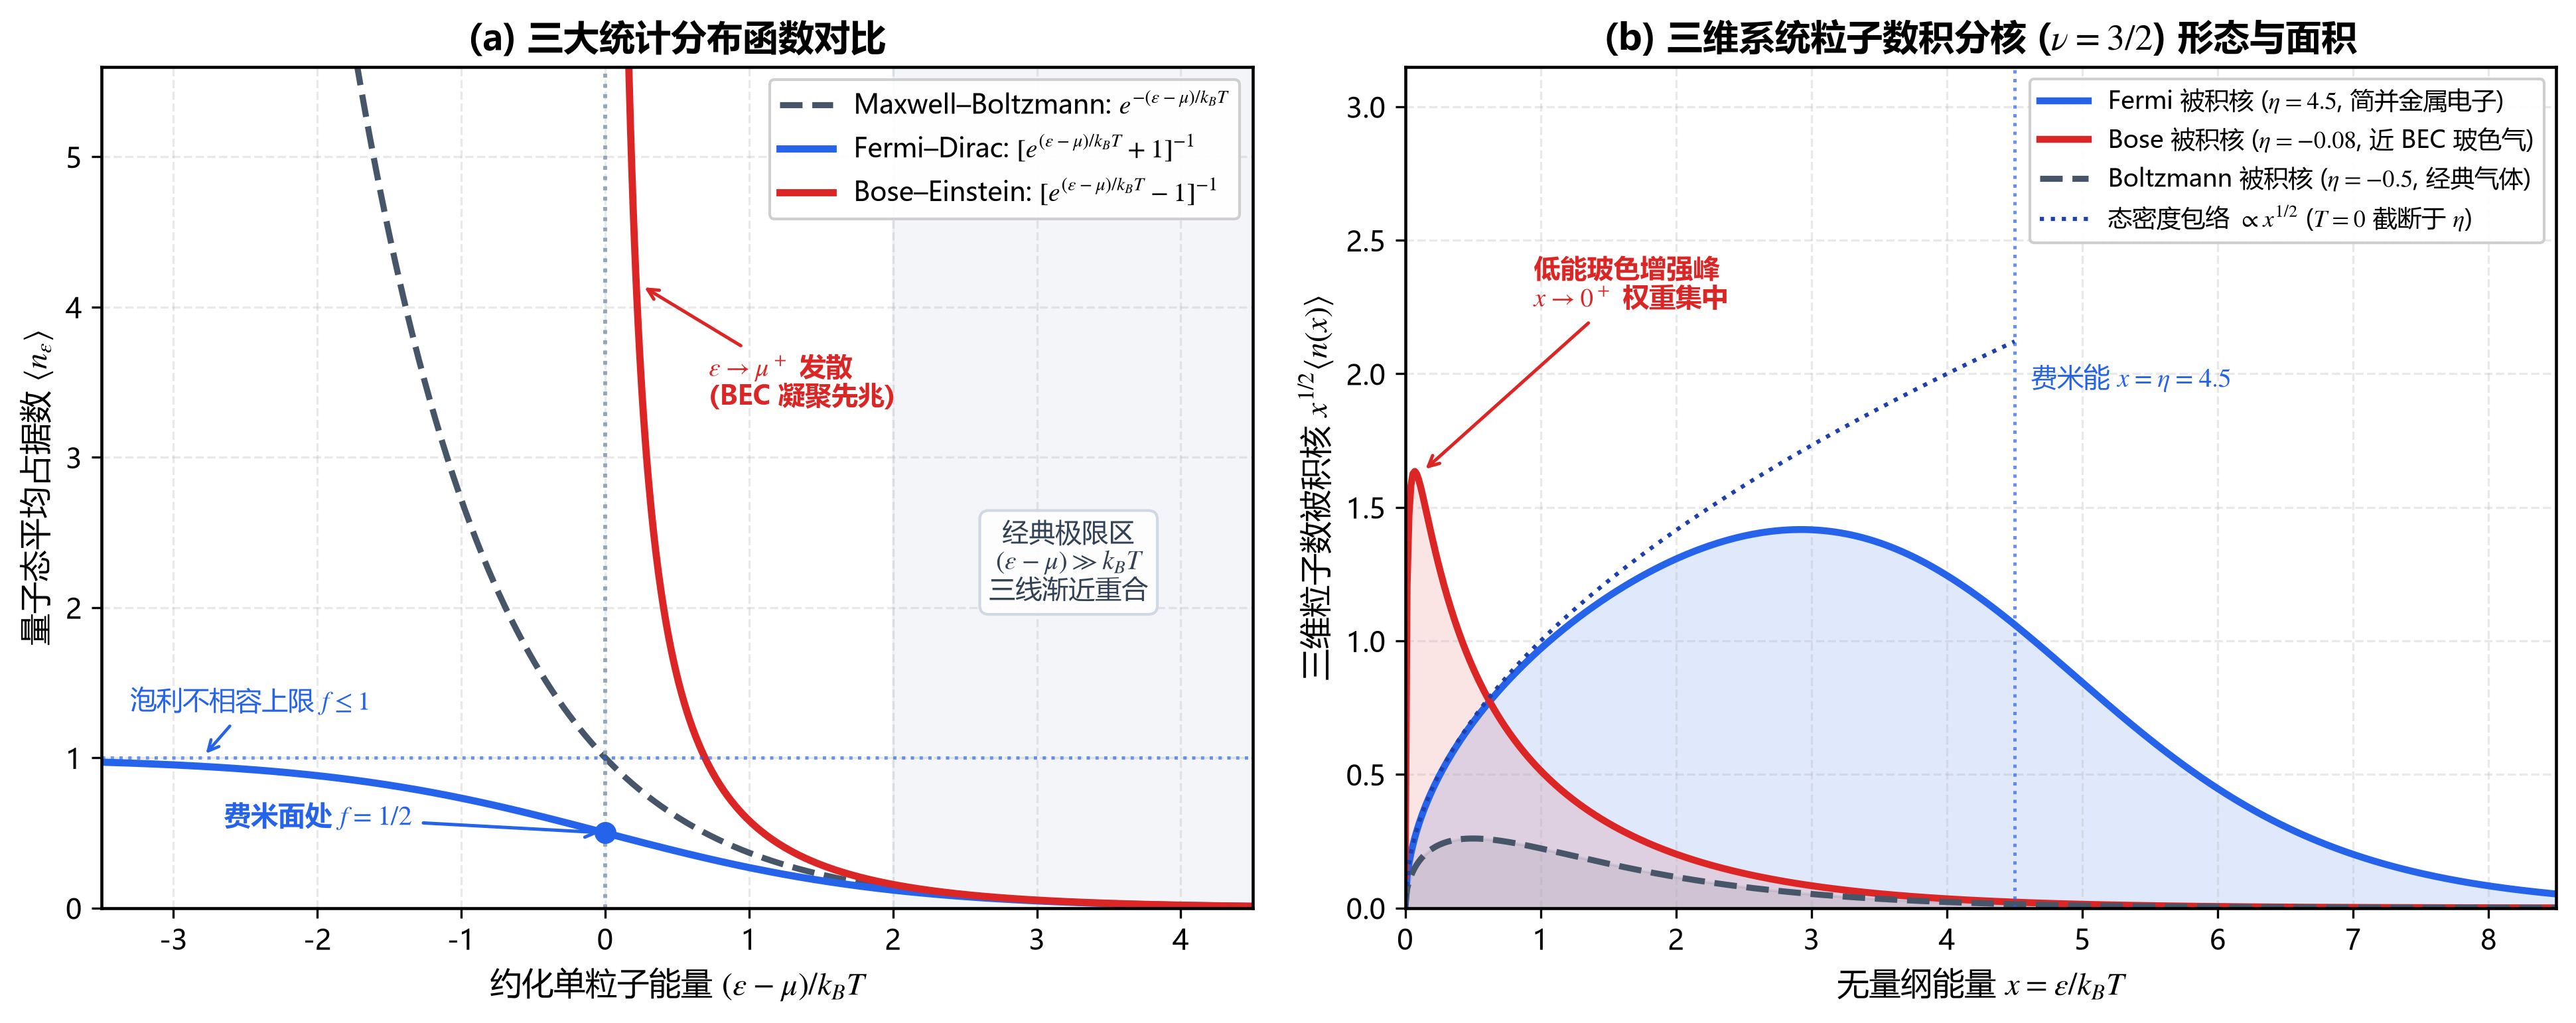 (a) 三大统计分布函数对比
量子态平均占据数 ⟨n_ε⟩
5
4
3
2
1
0
-3 -2 -1 0 1 2 3 4
约化单粒子能量 (ε − μ)/k_BT
Maxwell–Boltzmann: e^{−(ε − μ)/k_BT}
Fermi–Dirac: [e^{(ε − μ)/k_BT} + 1]^{−1}
Bose–Einstein: [e^{(ε − μ)/k_BT} − 1]^{−1}
ε → μ^+ 发散
(BEC 凝聚先兆)
经典极限区
(ε − μ) ≫ k_BT
三线渐近重合
泡利不相容上限 f ≤ 1
费米面处 f = 1/2
(b) 三维系统粒子数积分核 (ν = 3/2) 形态与面积
三维粒子数被积核 x^{1/2}⟨n(x)⟩
3.0
2.5
2.0
1.5
1.0
0.5
0.0
0 1 2 3 4 5 6 7 8
无量纲能量 x = ε/k_BT
Fermi 被积核 (η = 4.5, 简并金属电子)
Bose 被积核 (η = −0.08, 近 BEC 玻色气)
Boltzmann 被积核 (η = −0.5, 经典气体)
态密度包络 ∝ x^{1/2} (T = 0 截断于 η)
低能玻色增强峰
x → 0^+ 权重集中
费米能 x = η = 4.5